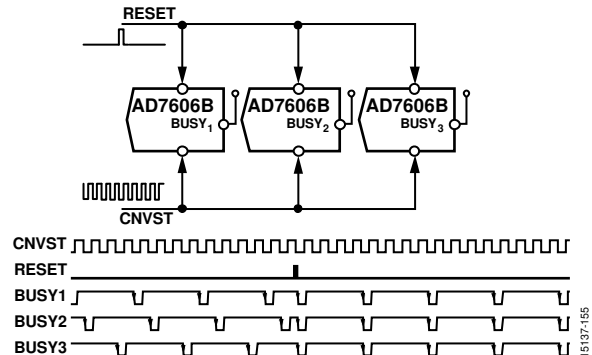 RESET
AD7606B AD7606B AD7606B
BUSY1 BUSY2 BUSY3
CNVST
CNVST
RESET
BUSY1
BUSY2
BUSY3
15137-155